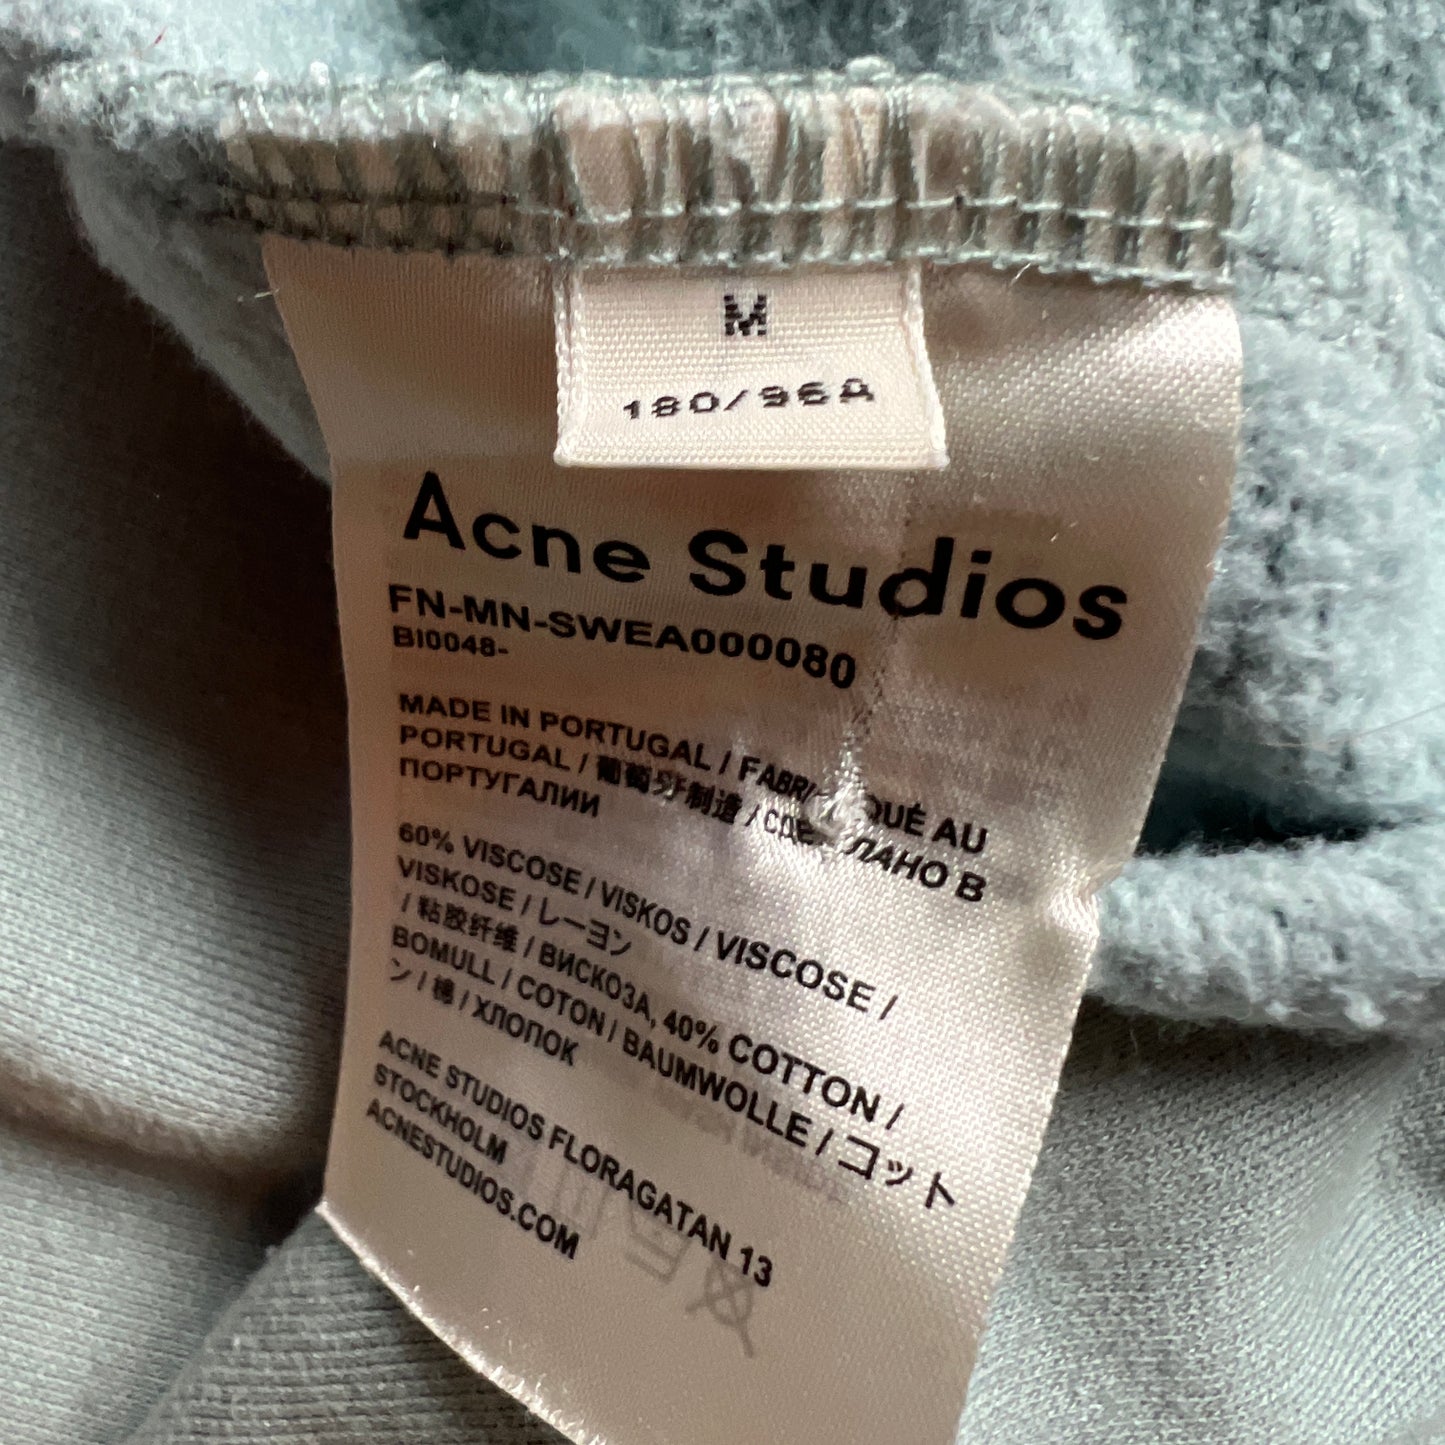 M
180/96A
Acne Studios
FN-MN-SWEA000080
BI0048-
MADE IN PORTUGAL / FABRIQUÉ AU
PORTUGAL / 葡萄牙制造 / СДЕЛАНО В
ПОРТУГАЛИИ
60% VISCOSE / VISKOS / VISCOSE /
VISKOSE / レーヨン
/ 粘胶纤维 / ВИСКОЗА, 40% COTTON /
BOMULL / COTON / BAUMWOLLE / コット
ン / 棉 / ХЛОПОК
ACNE STUDIOS FLORAGATAN 13
STOCKHOLM
ACNESTUDIOS.COM